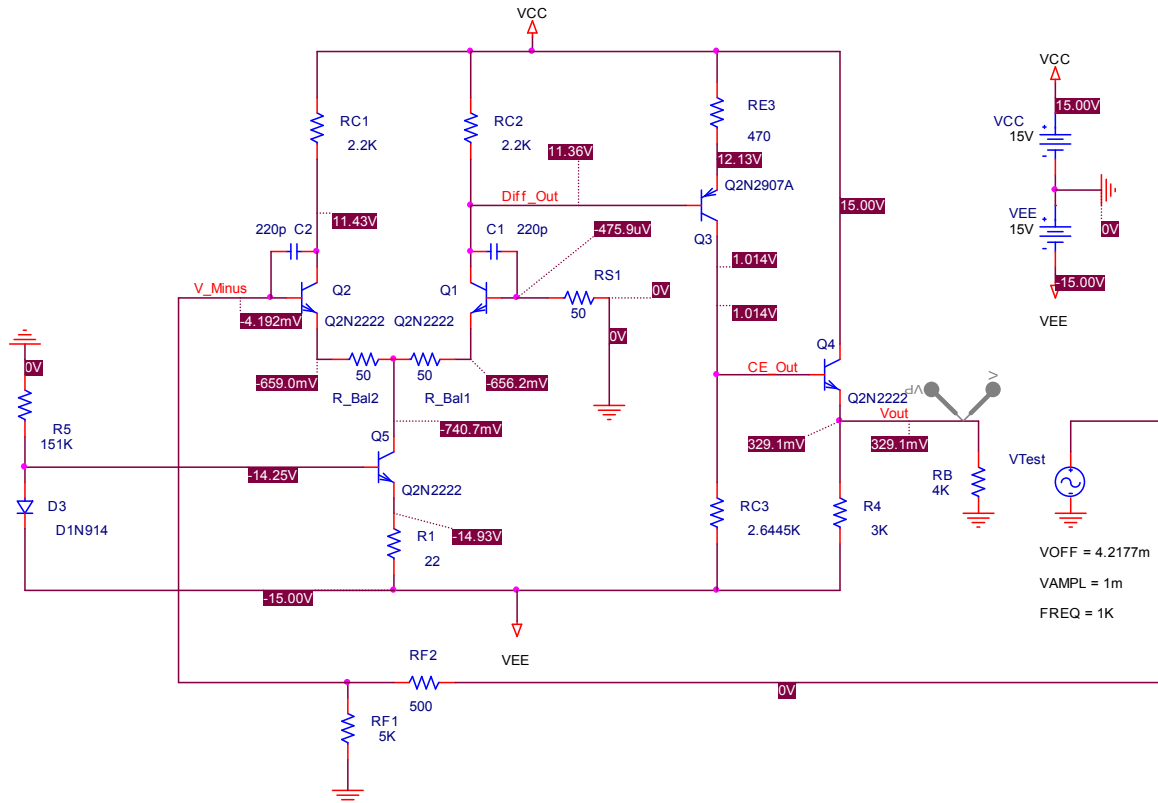 VCC
VCC
RC1
2.2K
RC2
2.2K
RE3
470
15.00V
VCC
15V
11.36V
12.13V
Q2N2907A
Diff_Out
Q3
15.00V
VEE
15V
0V
11.43V
220p
C2
C1
220p
-475.9uV
1.014V
-15.00V
V_Minus
Q2
Q1
RS1
50
0V
1.014V
VEE
-4.192mV
Q2N2222
Q2N2222
0V
Q4
0V
50
50
CE_Out
Q2N2222
VP
V
-659.0mV
-656.2mV
R_Bal2
R_Bal1
Vout
R5
151K
-740.7mV
Q5
329.1mV
329.1mV
RB
4K
VTest
-14.25V
Q2N2222
D3
D1N914
R1
22
-14.93V
RC3
2.6445K
R4
3K
VOFF = 4.2177m
VAMPL = 1m
FREQ = 1K
-15.00V
VEE
RF2
500
0V
RF1
5K